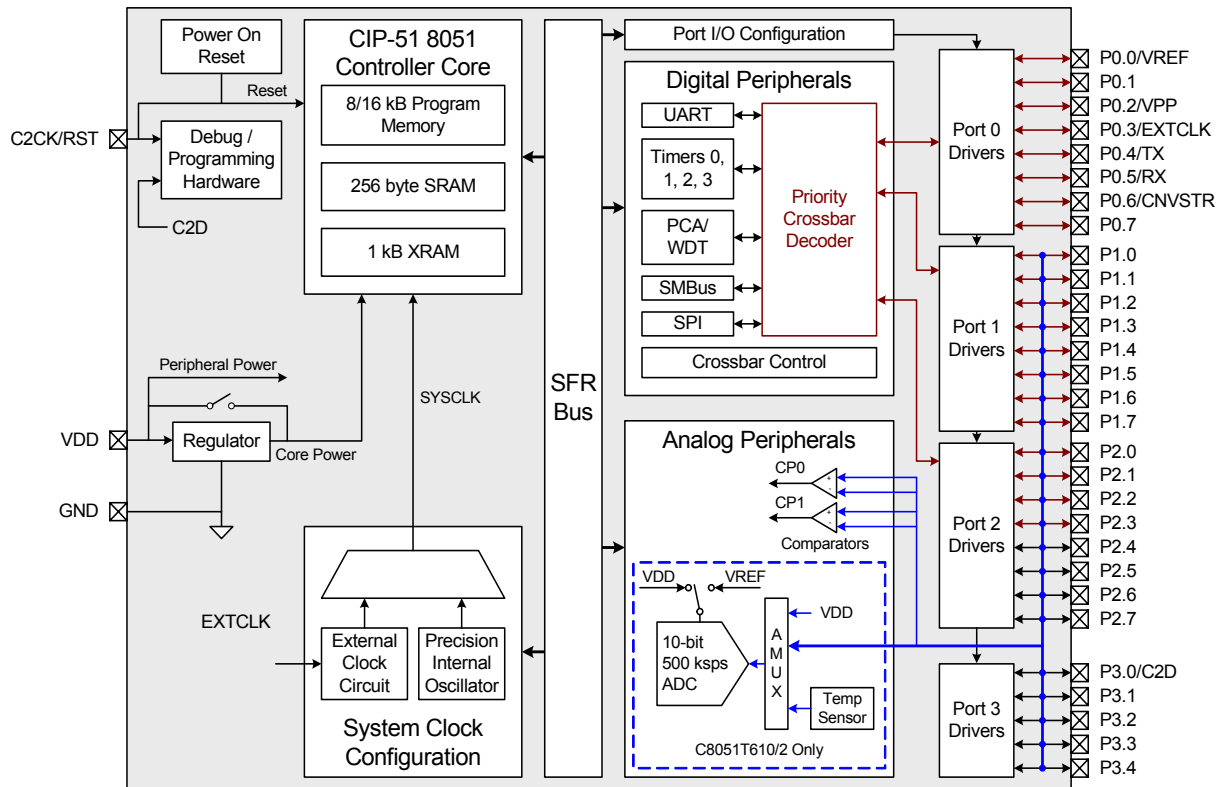 Power On
Reset
Reset
C2CK/RST
Debug /
Programming
Hardware
C2D
CIP-51 8051
Controller Core
8/16 kB Program
Memory
256 byte SRAM
1 kB XRAM
Peripheral Power
VDD
Regulator
Core Power
GND
SYSCLK
EXTCLK
External
Clock
Circuit
Precision
Internal
Oscillator
System Clock
Configuration
SFR
Bus
Port I/O Configuration
Digital Peripherals
UART
Timers 0,
1, 2, 3
PCA/
WDT
SMBus
SPI
Priority
Crossbar
Decoder
Crossbar Control
Analog Peripherals
CP0
+
-
CP1
+
-
Comparators
VDD
VREF
10-bit
500 ksps
ADC
A
M
U
X
VDD
Temp
Sensor
C8051T610/2 Only
Port 0
Drivers
Port 1
Drivers
Port 2
Drivers
Port 3
Drivers
P0.0/VREF
P0.1
P0.2/VPP
P0.3/EXTCLK
P0.4/TX
P0.5/RX
P0.6/CNVSTR
P0.7
P1.0
P1.1
P1.2
P1.3
P1.4
P1.5
P1.6
P1.7
P2.0
P2.1
P2.2
P2.3
P2.4
P2.5
P2.6
P2.7
P3.0/C2D
P3.1
P3.2
P3.3
P3.4